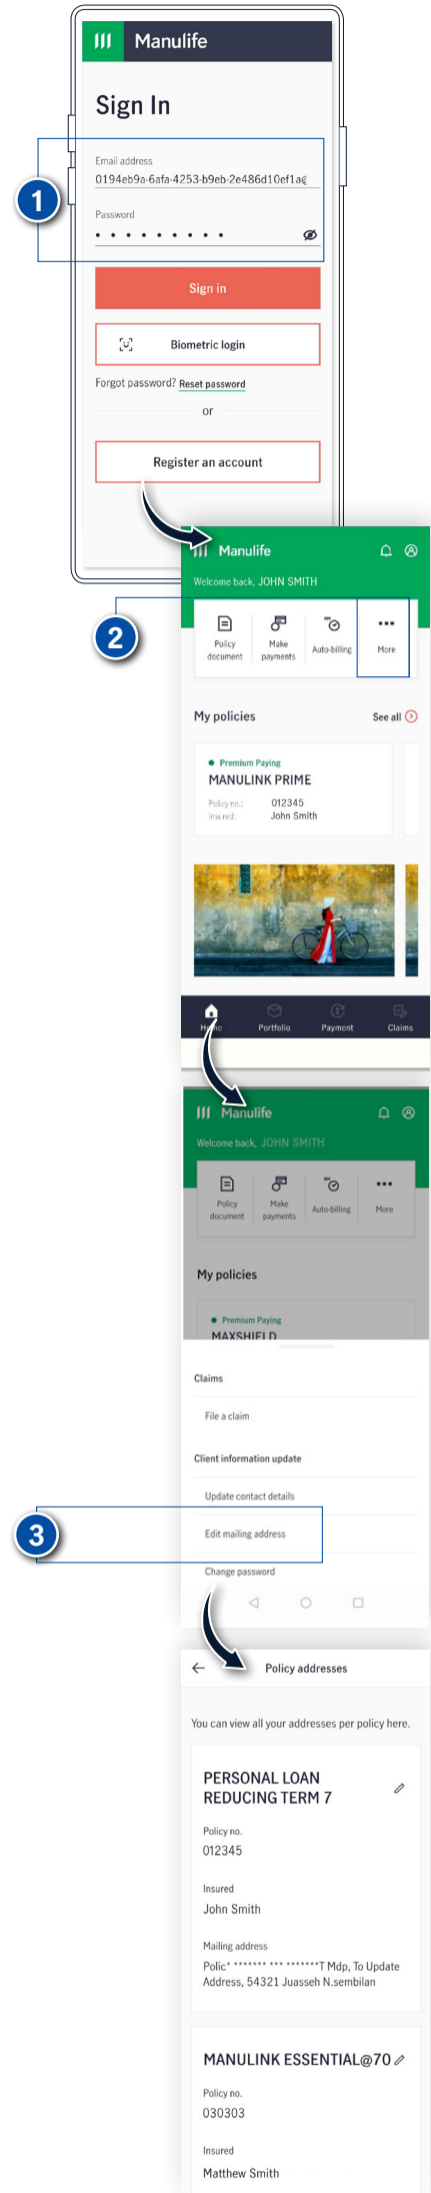 Manulife
Sign In
Email address
0194eb9a-6afa-4253-b9eb-2e486d10ef1a
1
Password
• • • • • • • • •
Sign in
Biometric login
Forgot password? Reset password
or
Register an account
Manulife
Welcome back, JOHN SMITH
2
Policy document
Make payments
Auto-billing
More
My policies
See all
Premium Paying
MANULINK PRIME
Policy no.: 012345
Insured: John Smith
Home
Portfolio
Payment
Claims
Manulife
Welcome back, JOHN SMITH
Policy document
Make payments
Auto-billing
More
My policies
Premium Paying
MAXSHIELD
Claims
File a claim
Client information update
Update contact details
3
Edit mailing address
Change password
Policy addresses
You can view all your addresses per policy here.
PERSONAL LOAN
REDUCING TERM 7
Policy no.
012345
Insured
John Smith
Mailing address
Polic* ******* *** *******T Mdp, To Update
Address, 54321 Juasseh N.sembilan
MANULINK ESSENTIAL@70
Policy no.
030303
Insured
Matthew Smith